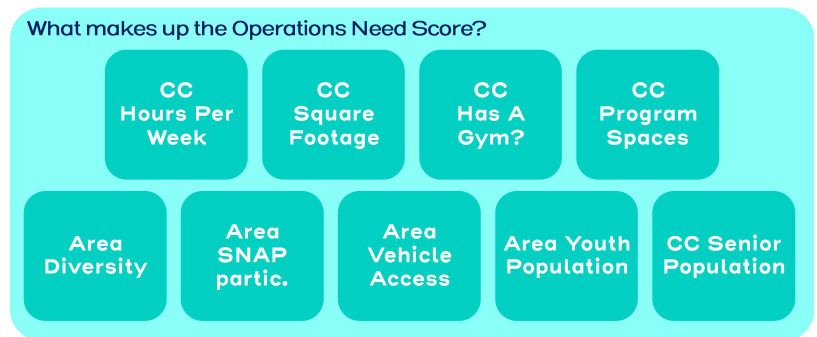 What makes up the Operations Need Score?
CC
Hours Per
Week
CC
Square
Footage
CC
Has A
Gym?
CC
Program
Spaces
Area
Diversity
Area
SNAP
partic.
Area
Vehicle
Access
Area Youth
Population
CC Senior
Population